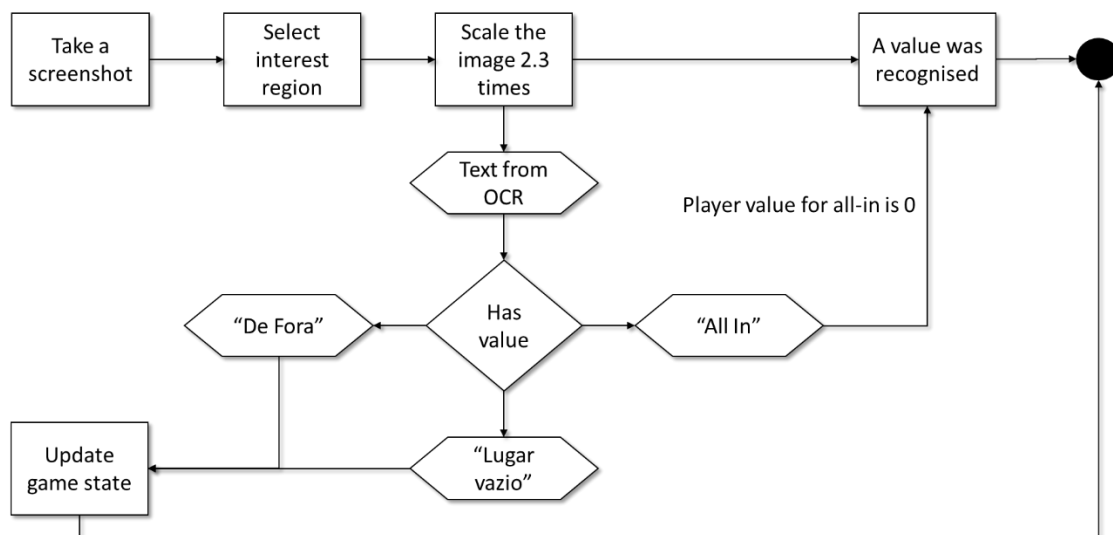 Take a
screenshot
Select
interest
region
Scale the
image 2.3
times
A value was
recognised
Text from
OCR
Player value for all-in is 0
“De Fora”
Has
value
“All In”
Update
game state
“Lugar
vazio”